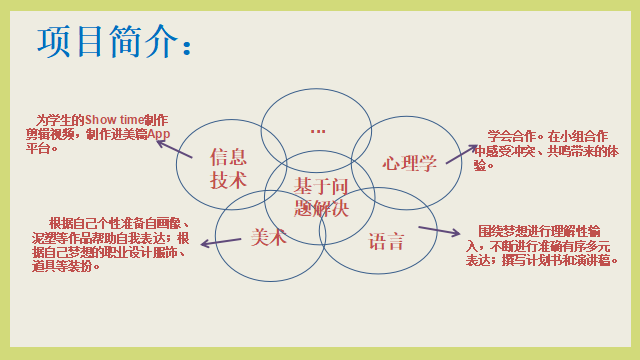 项目简介：
为学生的Show time制作
剪辑视频，制作进美篇App
平台。
...
信息
技术
心理学
学会合作。在小组合作
中感受冲突、共鸣带来的体
验。
基于问
题解决
根据自己个性准备自画像、
泥塑等作品帮助自我表达；根
据自己梦想的职业设计服饰、
道具等装扮。
美术
语言
围绕梦想进行理解性输
入，不断进行准确有序多元
表达；撰写计划书和演讲稿。